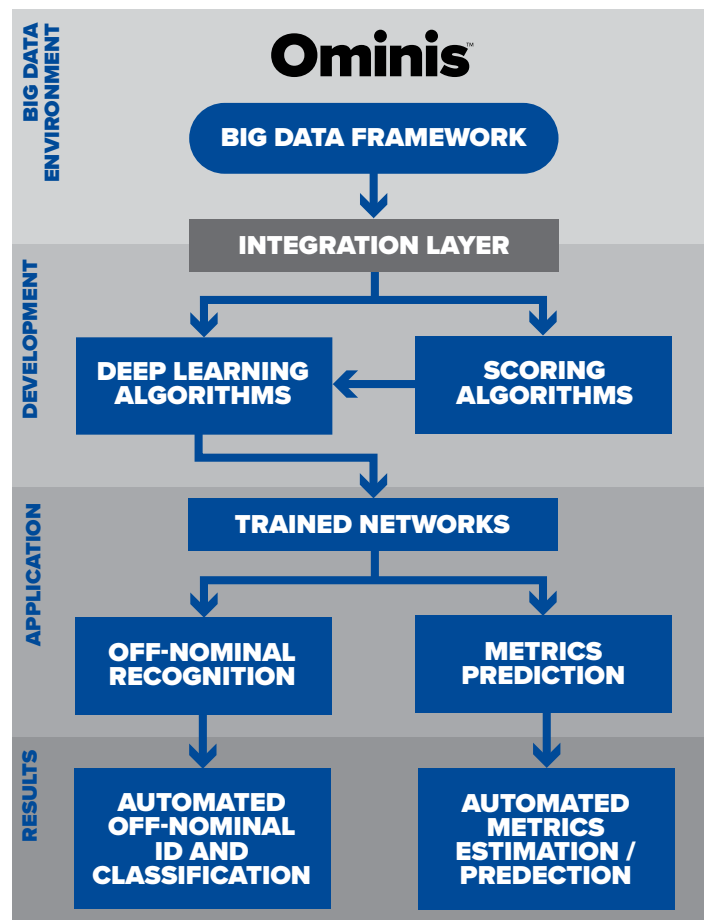 BIG DATA
ENVIRONMENT
Ominis™
BIG DATA FRAMEWORK
INTEGRATION LAYER
DEVELOPMENT
DEEP LEARNING
ALGORITHMS
SCORING
ALGORITHMS
APPLICATION
TRAINED NETWORKS
OFF-NOMINAL
RECOGNITION
METRICS
PREDICTION
RESULTS
AUTOMATED
OFF-NOMINAL
ID AND
CLASSIFICATION
AUTOMATED
METRICS
ESTIMATION /
PREDECTION